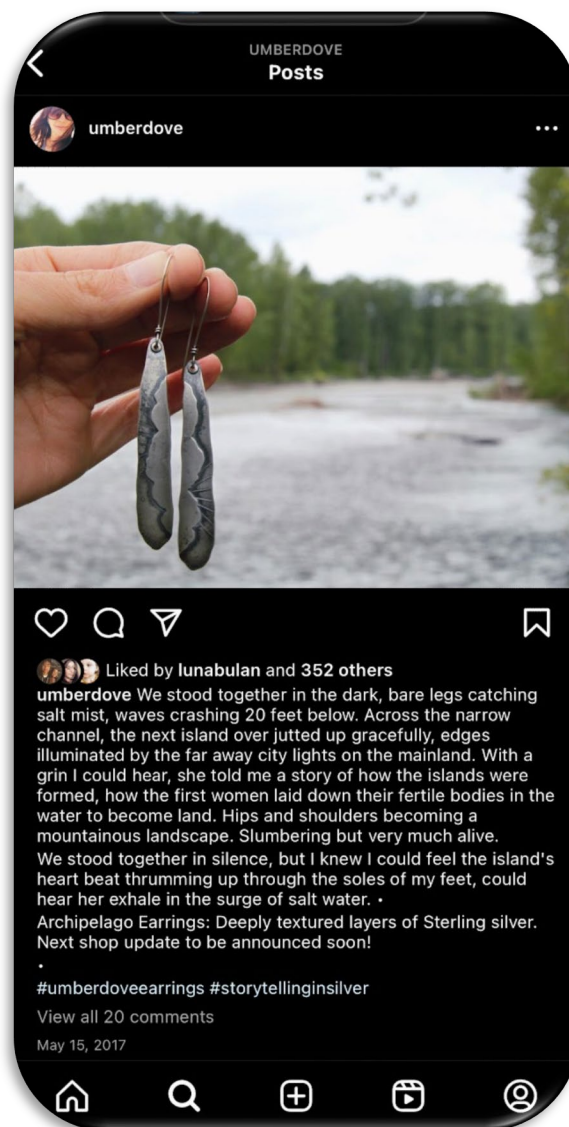 UMBERDOVE
Posts
umberdove
Liked by lunabulan and 352 others
umberdove We stood together in the dark, bare legs catching
salt mist, waves crashing 20 feet below. Across the narrow
channel, the next island over jutted up gracefully, edges
illuminated by the far away city lights on the mainland. With a
grin I could hear, she told me a story of how the islands were
formed, how the first women laid down their fertile bodies in the
water to become land. Hips and shoulders becoming a
mountainous landscape. Slumbering but very much alive.
We stood together in silence, but I knew I could feel the island's
heart beat thrumming up through the soles of my feet, could
hear her exhale in the surge of salt water. •
Archipelago Earrings: Deeply textured layers of Sterling silver.
Next shop update to be announced soon!
•
#umberdoveearrings #storytellinginsilver
View all 20 comments
May 15, 2017